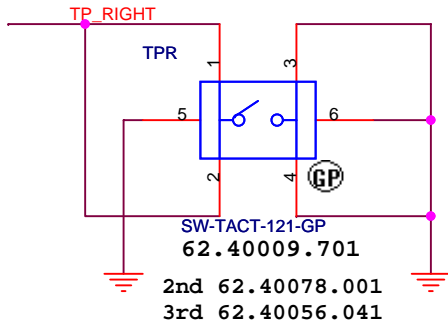 TP_RIGHT
TPR
1
3
5
6
2
4
GP
SW-TACT-121-GP
62.40009.701
2nd 62.40078.001
3rd 62.40056.041